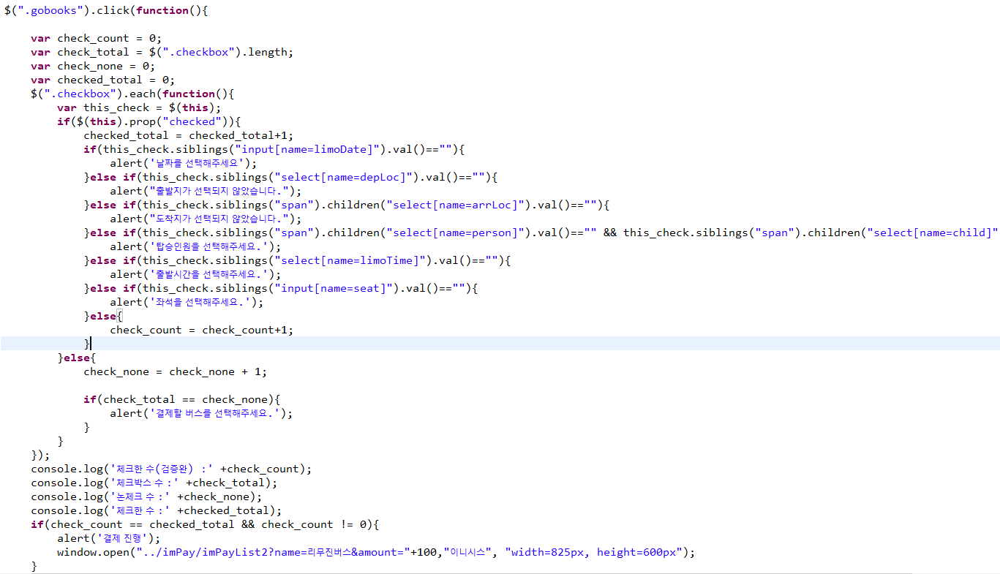 $(".gobooks").click(function(){
var check_count = 0;
var check_total = $(".checkbox").length;
var check_none = 0;
var checked_total = 0;
$(".checkbox").each(function(){
var this_check = $(this);
if($(this).prop("checked")){
checked_total = checked_total+1;
if(this_check.siblings("input[name=limoDate]").val()==""){
alert('날짜를 선택해주세요');
}else if(this_check.siblings("select[name=depLoc]").val()==""){
alert("출발지가 선택되지 않았습니다.");
}else if(this_check.siblings("span").children("select[name=arrLoc]").val()==""){
alert("도착지가 선택되지 않았습니다.");
}else if(this_check.siblings("span").children("select[name=person]").val()=="" && this_check.siblings("span").children("select[name=child]"
alert('탑승인원을 선택해주세요.');
}else if(this_check.siblings("select[name=limoTime]").val()==""){
alert('출발시간을 선택해주세요.');
}else if(this_check.siblings("input[name=seat]").val()==""){
alert('좌석을 선택해주세요.');
}else{
check_count = check_count+1;
}
}else{
check_none = check_none + 1;
if(check_total == check_none){
alert('결제할 버스를 선택해주세요.');
}
}
});
console.log('체크한 수(검증완) :' +check_count);
console.log('체크박스 수 :' +check_total);
console.log('논체크 수 :' +check_none);
console.log('체크한 수 :' +checked_total);
if(check_count == checked_total && check_count != 0){
alert('결제 진행');
window.open("../imPay/imPayList2?name=리무진버스&amount="+100,"이니시스", "width=825px, height=600px");
}